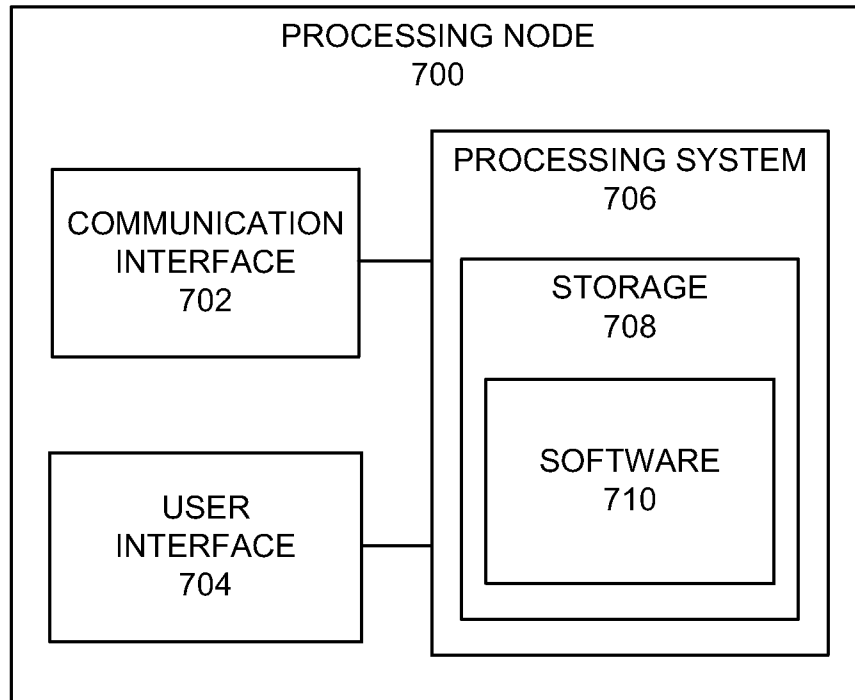 PROCESSING NODE
700
COMMUNICATION
INTERFACE
702
USER
INTERFACE
704
PROCESSING SYSTEM
706
STORAGE
708
SOFTWARE
710